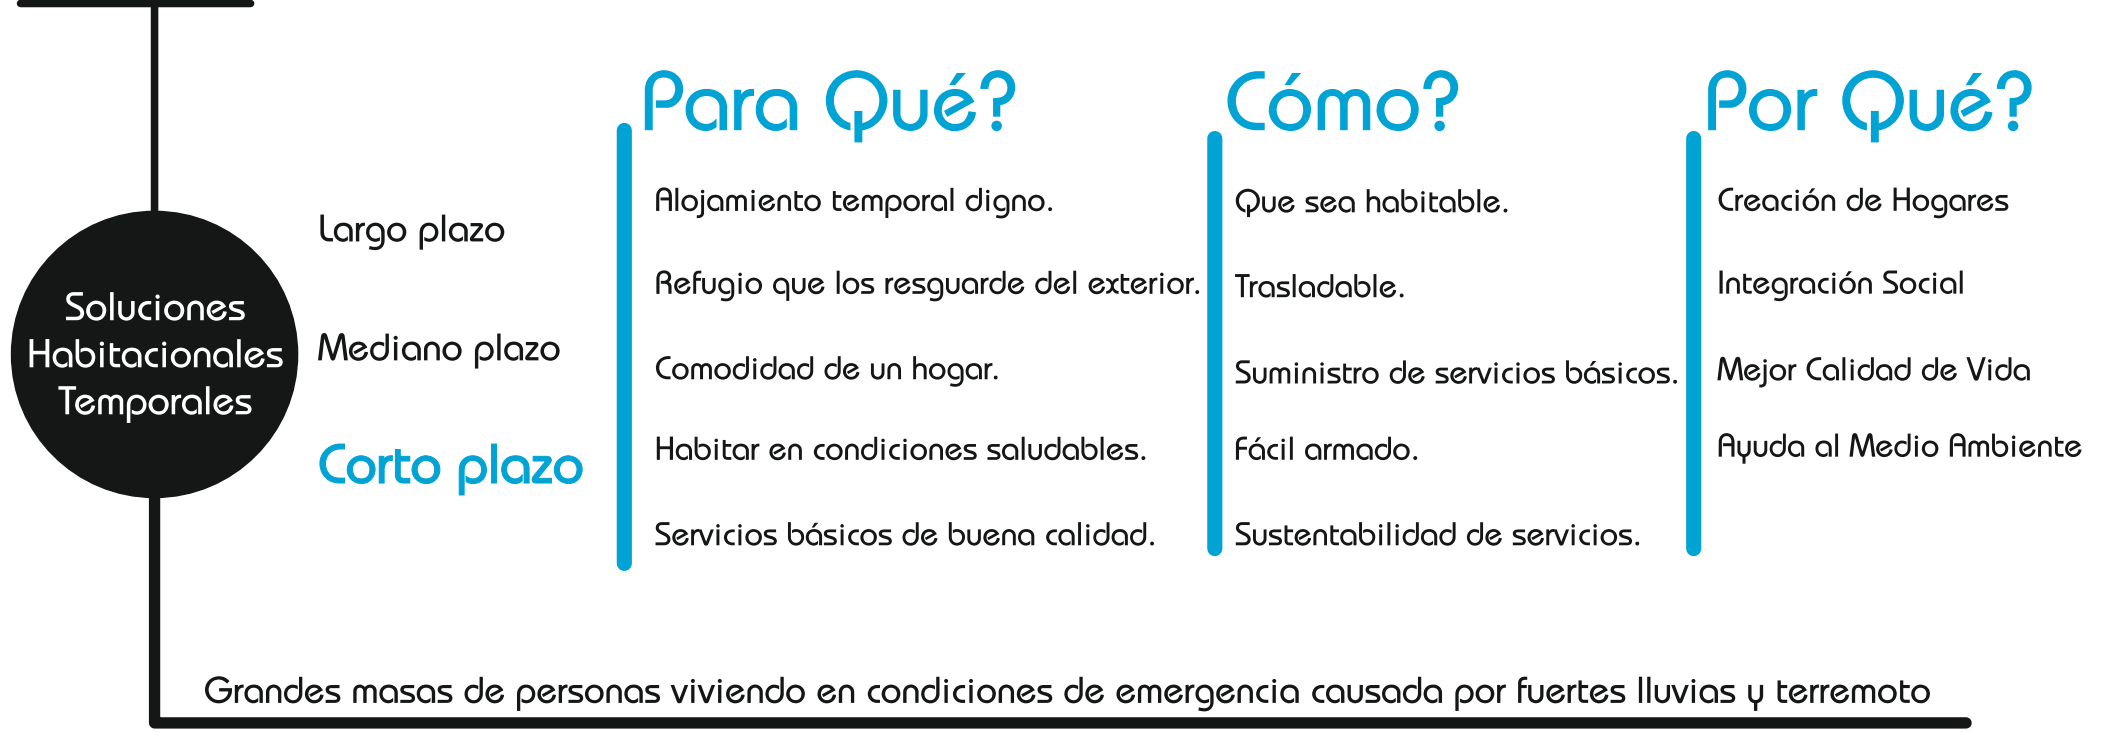 Soluciones
Habitacionales
Temporales
Largo plazo
Mediano plazo
Corto plazo
Para Qué?
Alojamiento temporal digno.
Refugio que los resguarde del exterior.
Comodidad de un hogar.
Habitar en condiciones saludables.
Servicios básicos de buena calidad.
Cómo?
Que sea habitable.
Trasladable.
Suministro de servicios básicos.
Fácil armado.
Sustentabilidad de servicios.
Por Qué?
Creación de Hogares
Integración Social
Mejor Calidad de Vida
Ayuda al Medio Ambiente
Grandes masas de personas viviendo en condiciones de emergencia causada por fuertes lluvias y terremoto